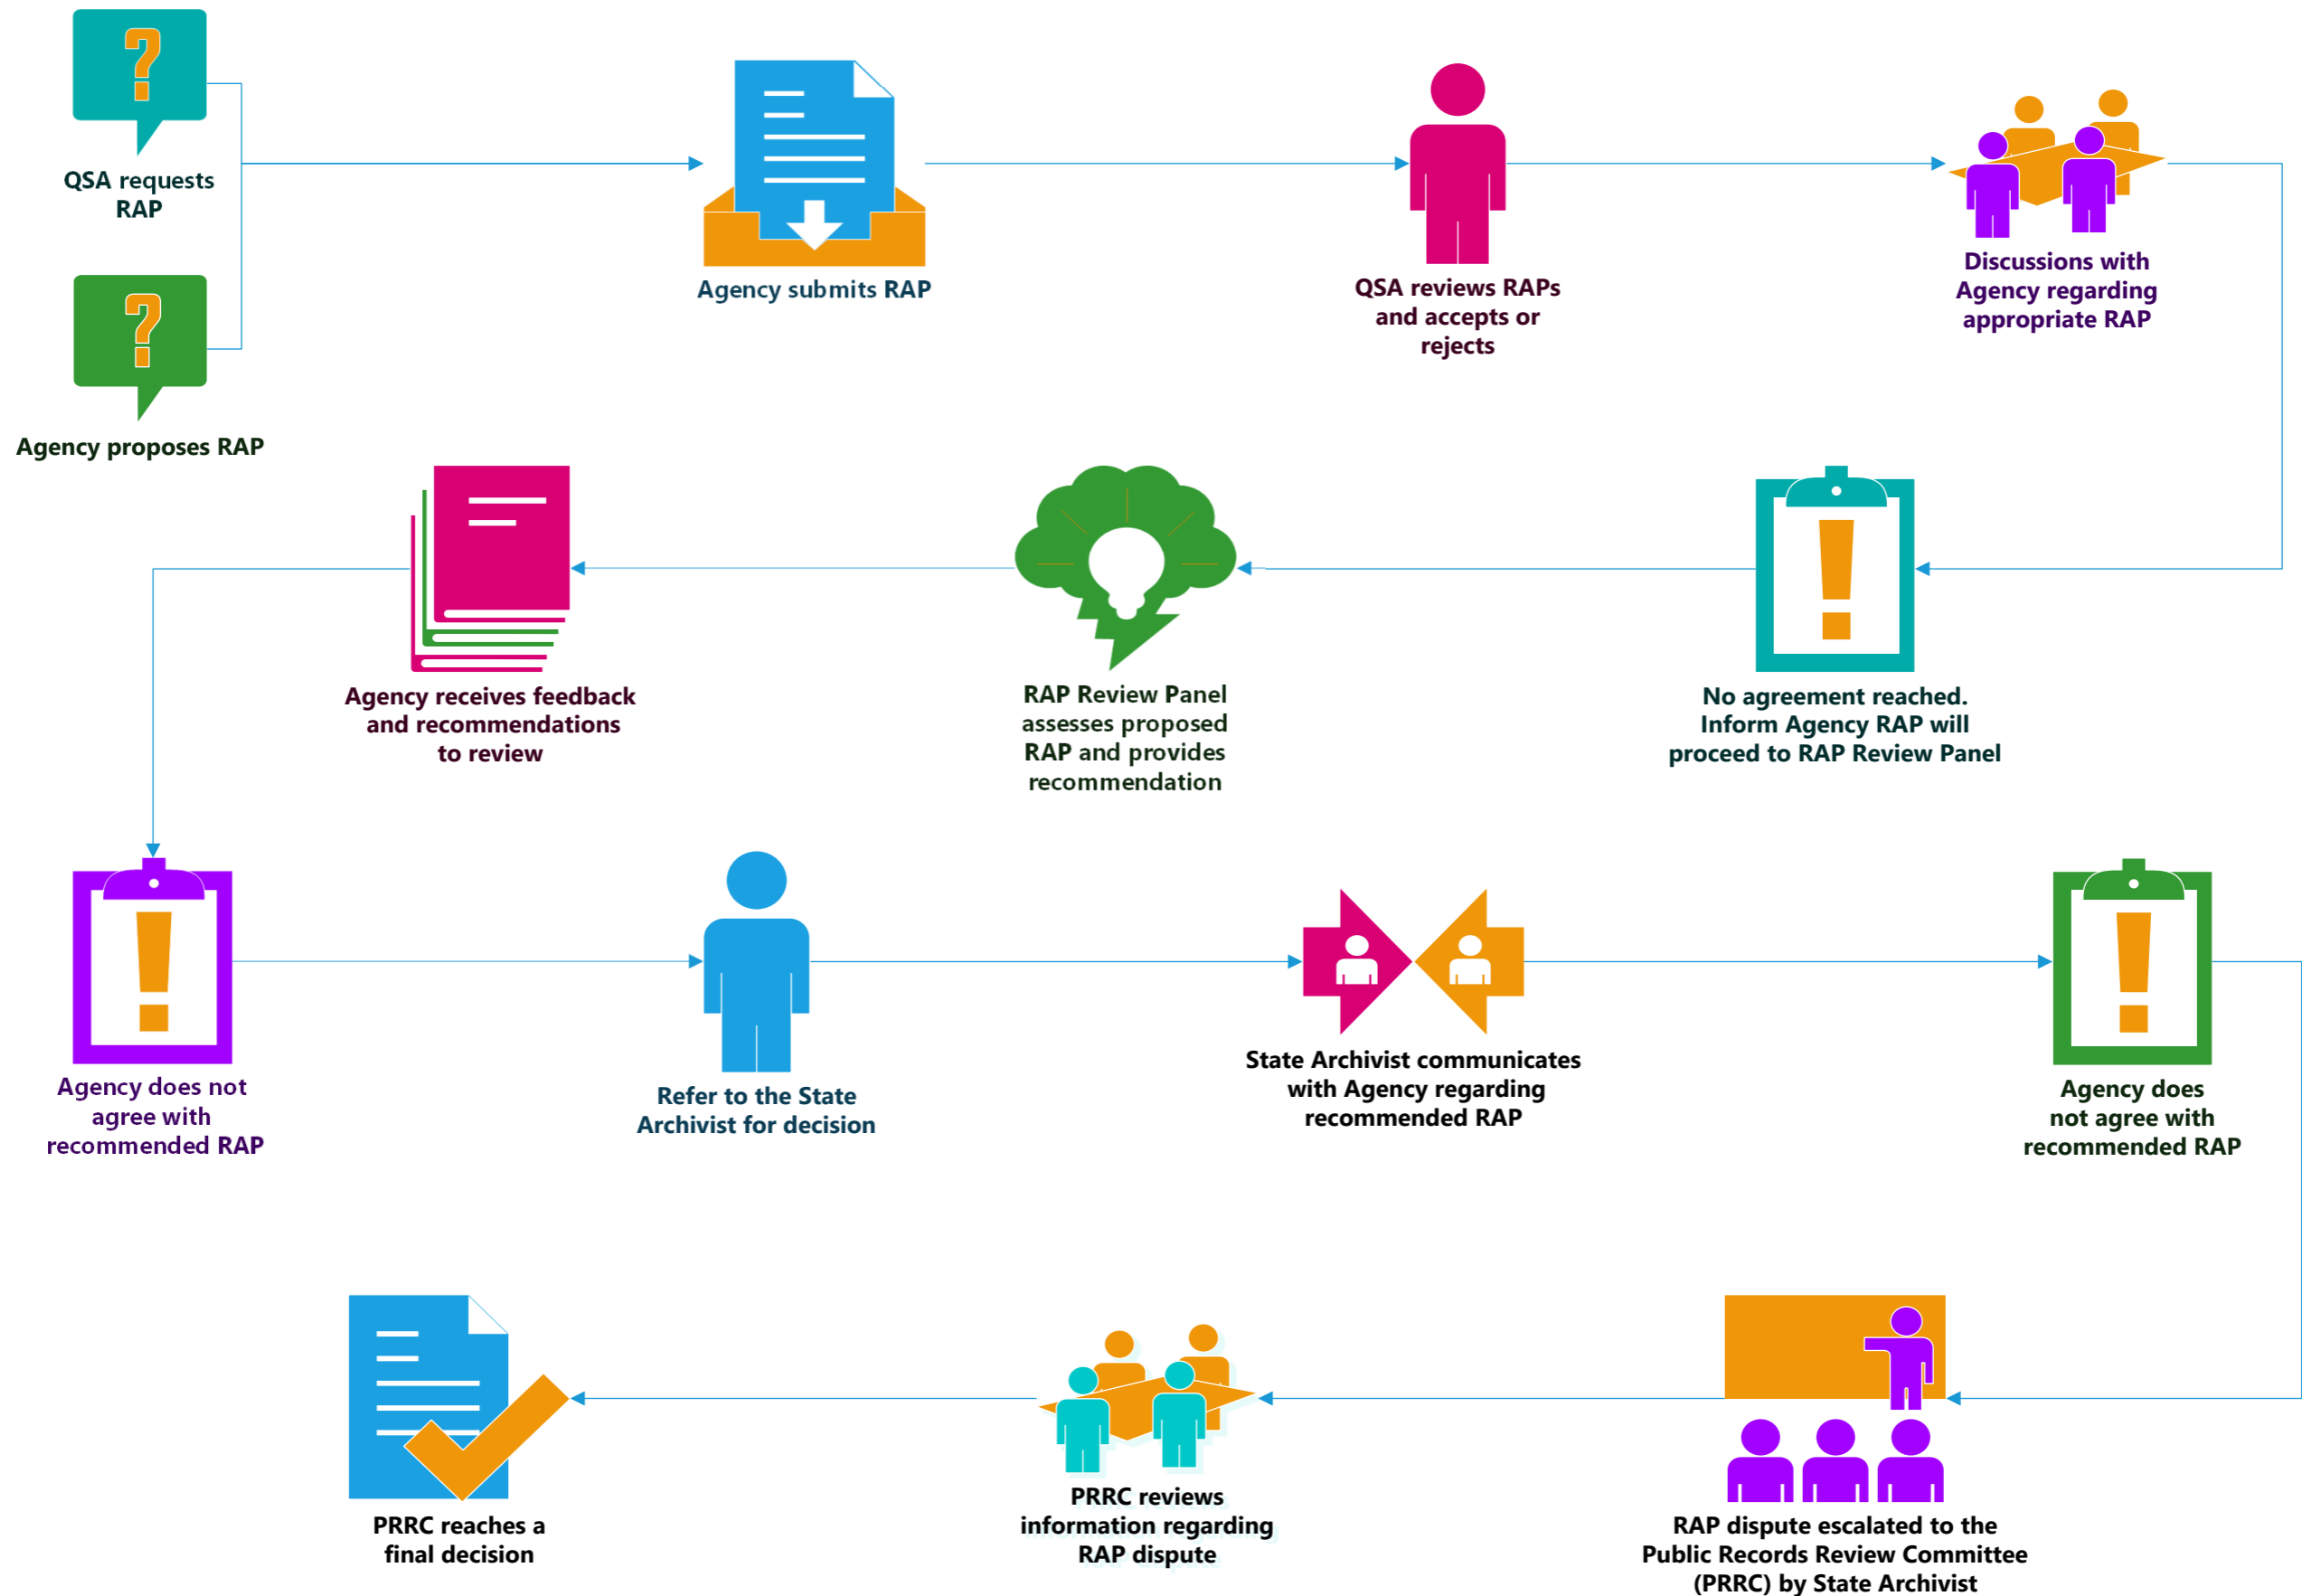 QSA requests
RAP
Agency proposes RAP
Agency submits RAP
QSA reviews RAPs
and accepts or
rejects
Discussions with
Agency regarding
appropriate RAP
No agreement reached.
Inform Agency RAP will
proceed to RAP Review Panel
RAP Review Panel
assesses proposed
RAP and provides
recommendation
Agency receives feedback
and recommendations
to review
Agency does not
agree with
recommended RAP
Refer to the State
Archivist for decision
State Archivist communicates
with Agency regarding
recommended RAP
Agency does
not agree with
recommended RAP
RAP dispute escalated to the
Public Records Review Committee
(PRRC) by State Archivist
PRRC reviews
information regarding
RAP dispute
PRRC reaches a
final decision